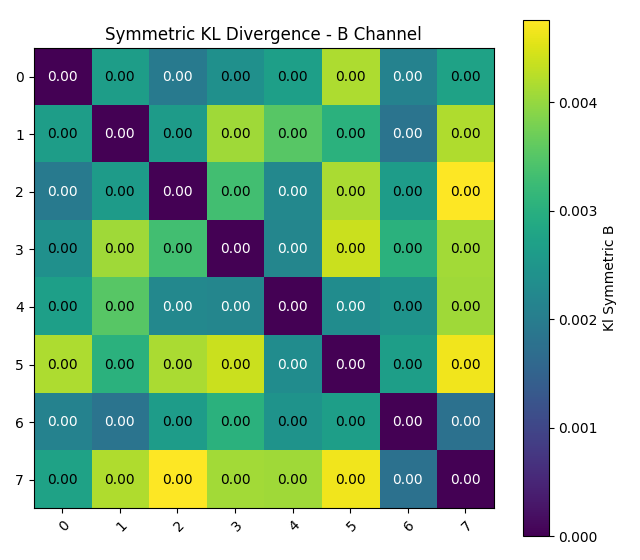 Symmetric KL Divergence - B Channel
0 0.00 0.00 0.00 0.00 0.00 0.00 0.00 0.00
1 0.00 0.00 0.00 0.00 0.00 0.00 0.00 0.00
2 0.00 0.00 0.00 0.00 0.00 0.00 0.00 0.00
3 0.00 0.00 0.00 0.00 0.00 0.00 0.00 0.00
4 0.00 0.00 0.00 0.00 0.00 0.00 0.00 0.00
5 0.00 0.00 0.00 0.00 0.00 0.00 0.00 0.00
6 0.00 0.00 0.00 0.00 0.00 0.00 0.00 0.00
7 0.00 0.00 0.00 0.00 0.00 0.00 0.00 0.00
0 1 2 3 4 5 6 7
0.004
0.003
0.002
0.001
0.000
Kl Symmetric B